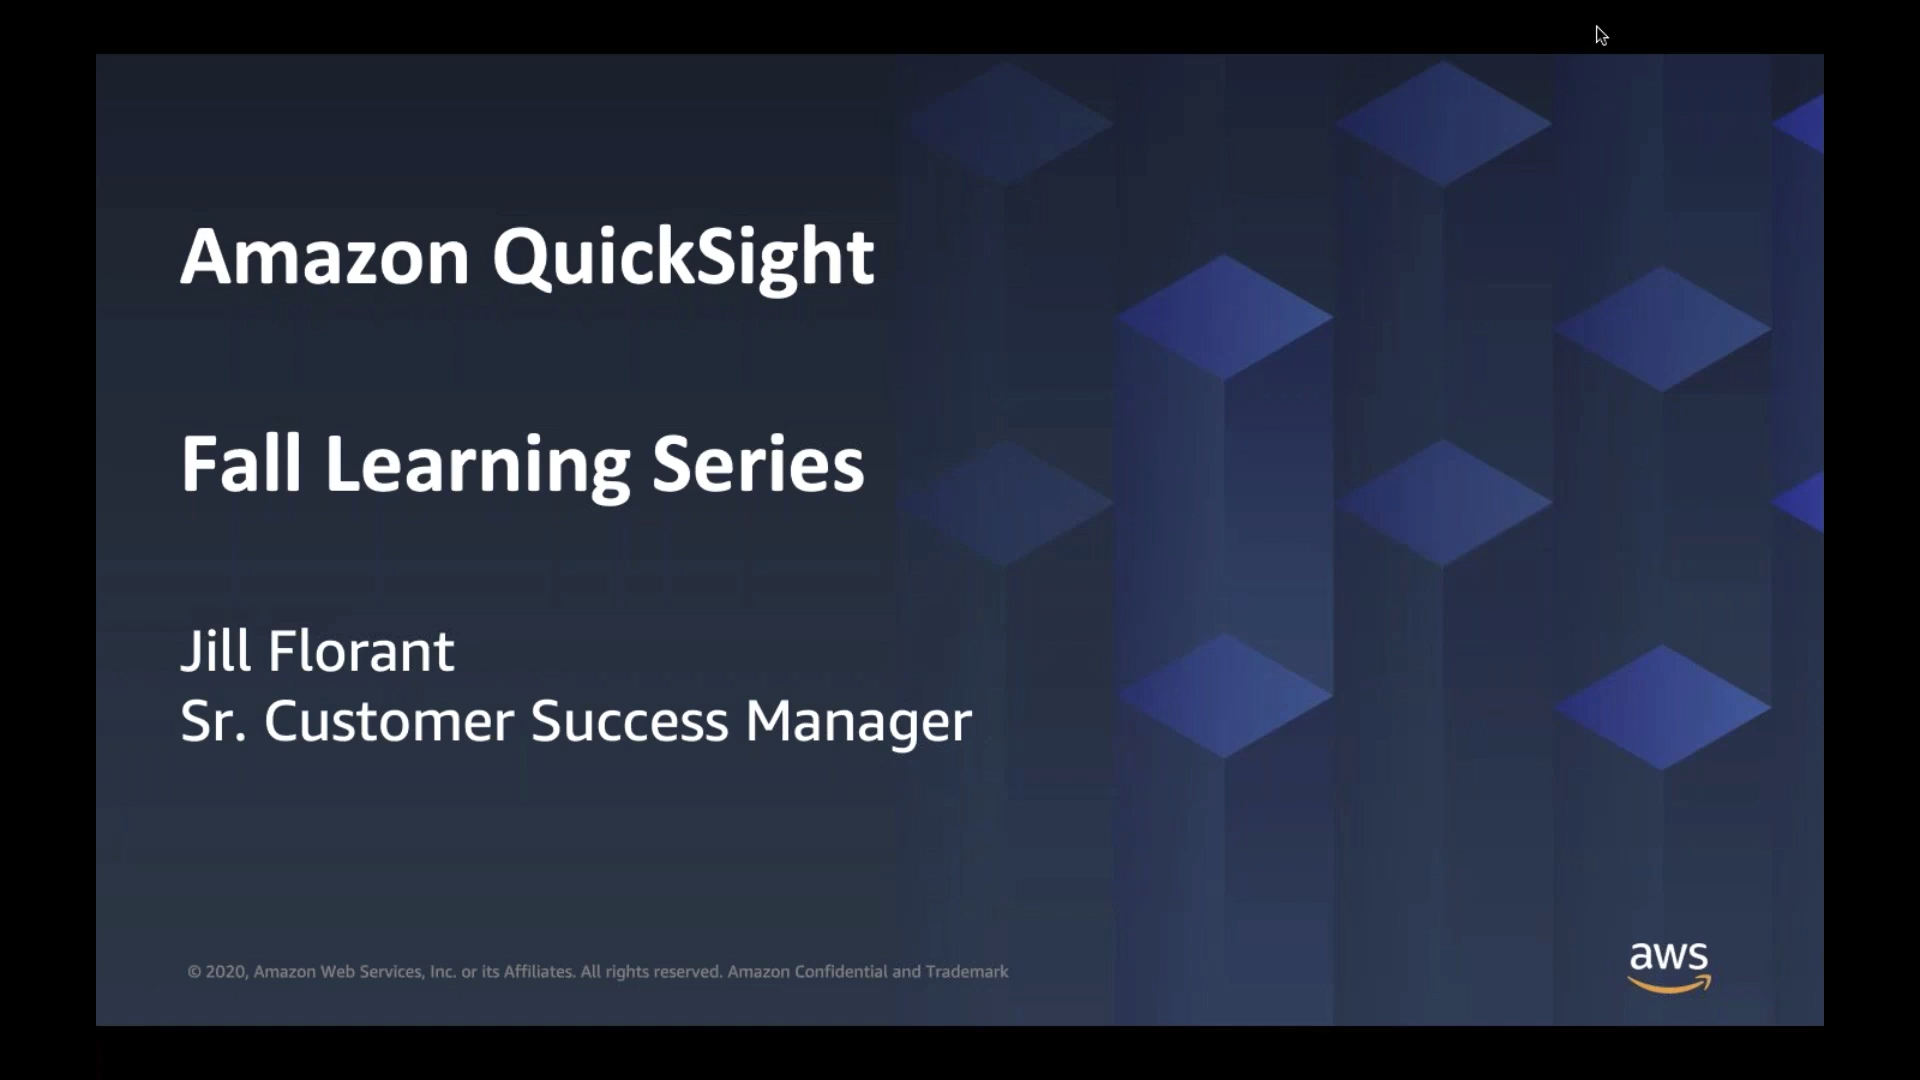 Amazon QuickSight
Fall Learning Series
Jill Florant
Sr. Customer Success Manager
© 2020, Amazon Web Services, Inc. or its Affiliates. All rights reserved. Amazon Confidential and Trademark
aws